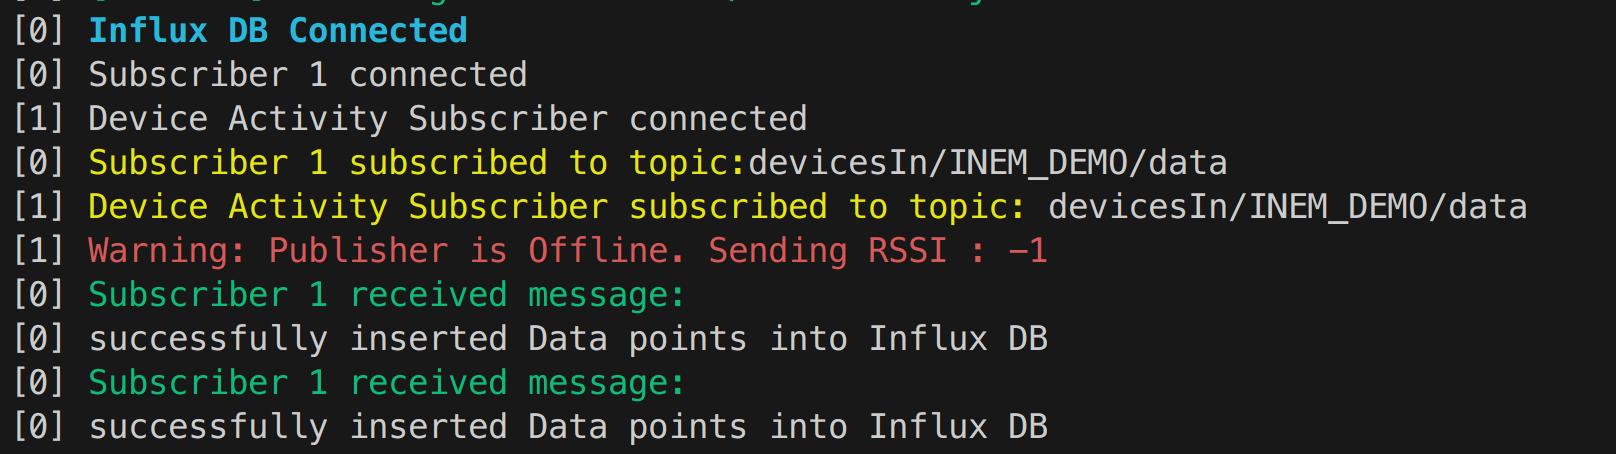 [0] Influx DB Connected
[0] Subscriber 1 connected
[1] Device Activity Subscriber connected
[0] Subscriber 1 subscribed to topic:devicesIn/INEM_DEMO/data
[1] Device Activity Subscriber subscribed to topic: devicesIn/INEM_DEMO/data
[1] Warning: Publisher is Offline. Sending RSSI : -1
[0] Subscriber 1 received message:
[0] successfully inserted Data points into Influx DB
[0] Subscriber 1 received message:
[0] successfully inserted Data points into Influx DB